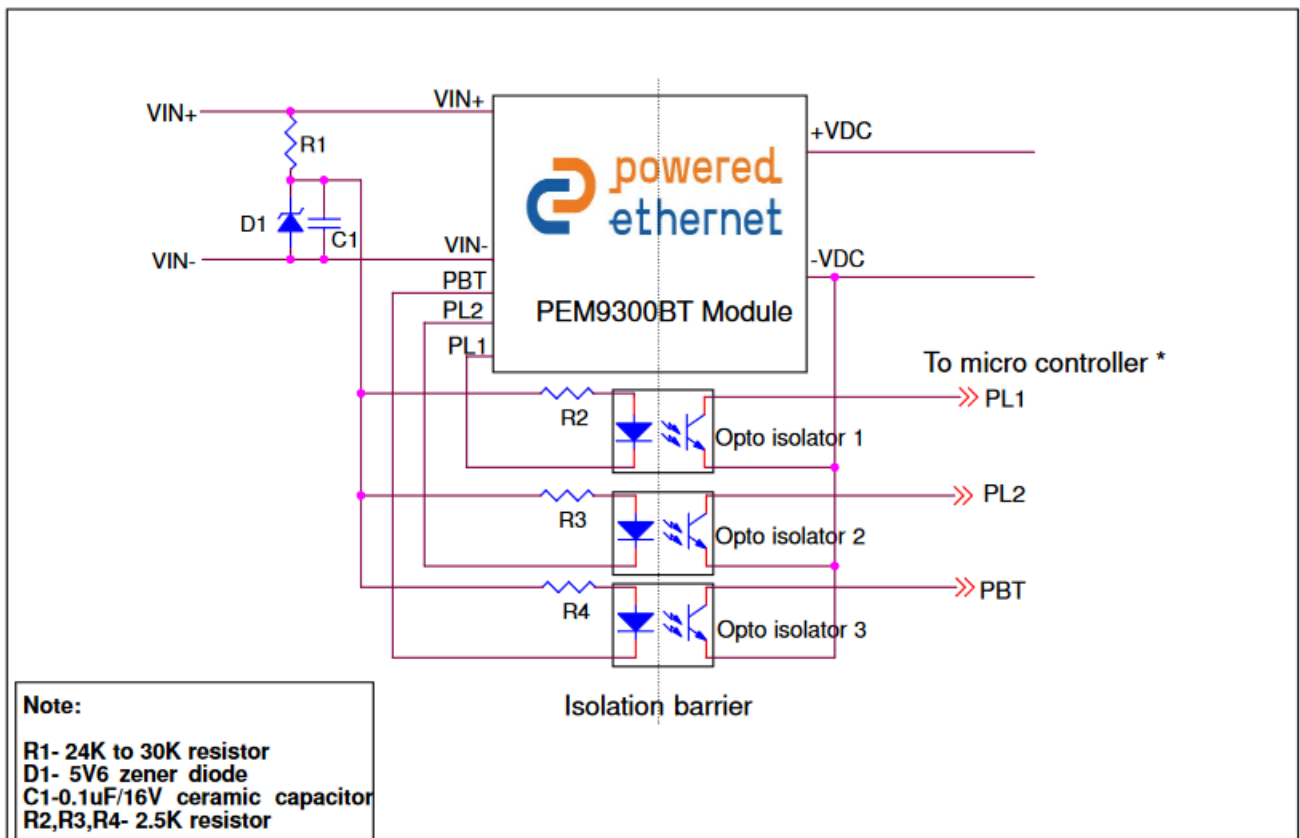 VIN+
VIN+
R1
D1
C1
VIN-
VIN-
PBT
PL2
PL1
powered
ethernet
PEM9300BT Module
+VDC
-VDC
To micro controller *
R2
Opto isolator 1
PL1
R3
Opto isolator 2
PL2
R4
Opto isolator 3
PBT
Isolation barrier
Note:
R1- 24K to 30K resistor
D1- 5V6 zener diode
C1-0.1uF/16V ceramic capacitor
R2,R3,R4- 2.5K resistor